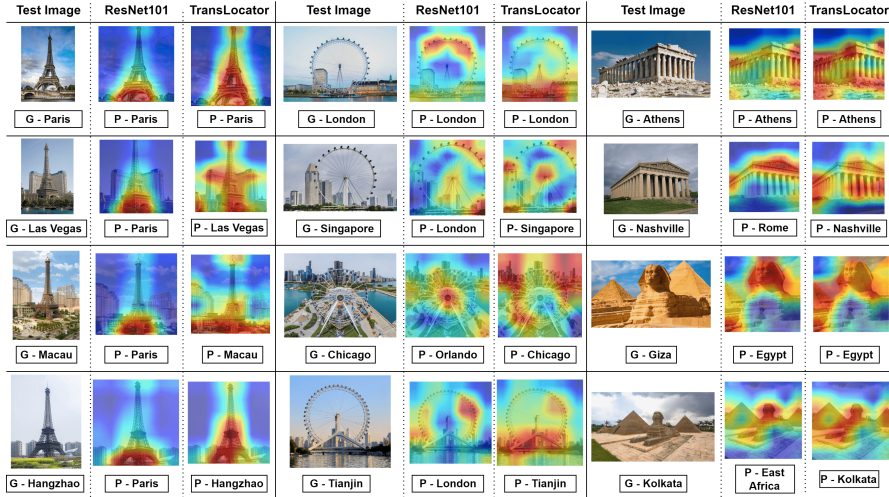 Test Image ResNet101 TransLocator Test Image ResNet101 TransLocator Test Image ResNet101 TransLocator
G - Paris P - Paris P - Paris G - London P - London P - London G - Athens P - Athens P - Athens
G - Las Vegas P - Paris P - Las Vegas G - Singapore P - London P- Singapore G - Nashville P - Rome P - Nashville
G - Macau P - Paris P - Macau G - Chicago P - Orlando P - Chicago G - Giza P - Egypt P - Egypt
G - Hangzhao P - Paris P - Hangzhao G - Tianjin P - London P - Tianjin G - Kolkata P - East P - Kolkata
Africa